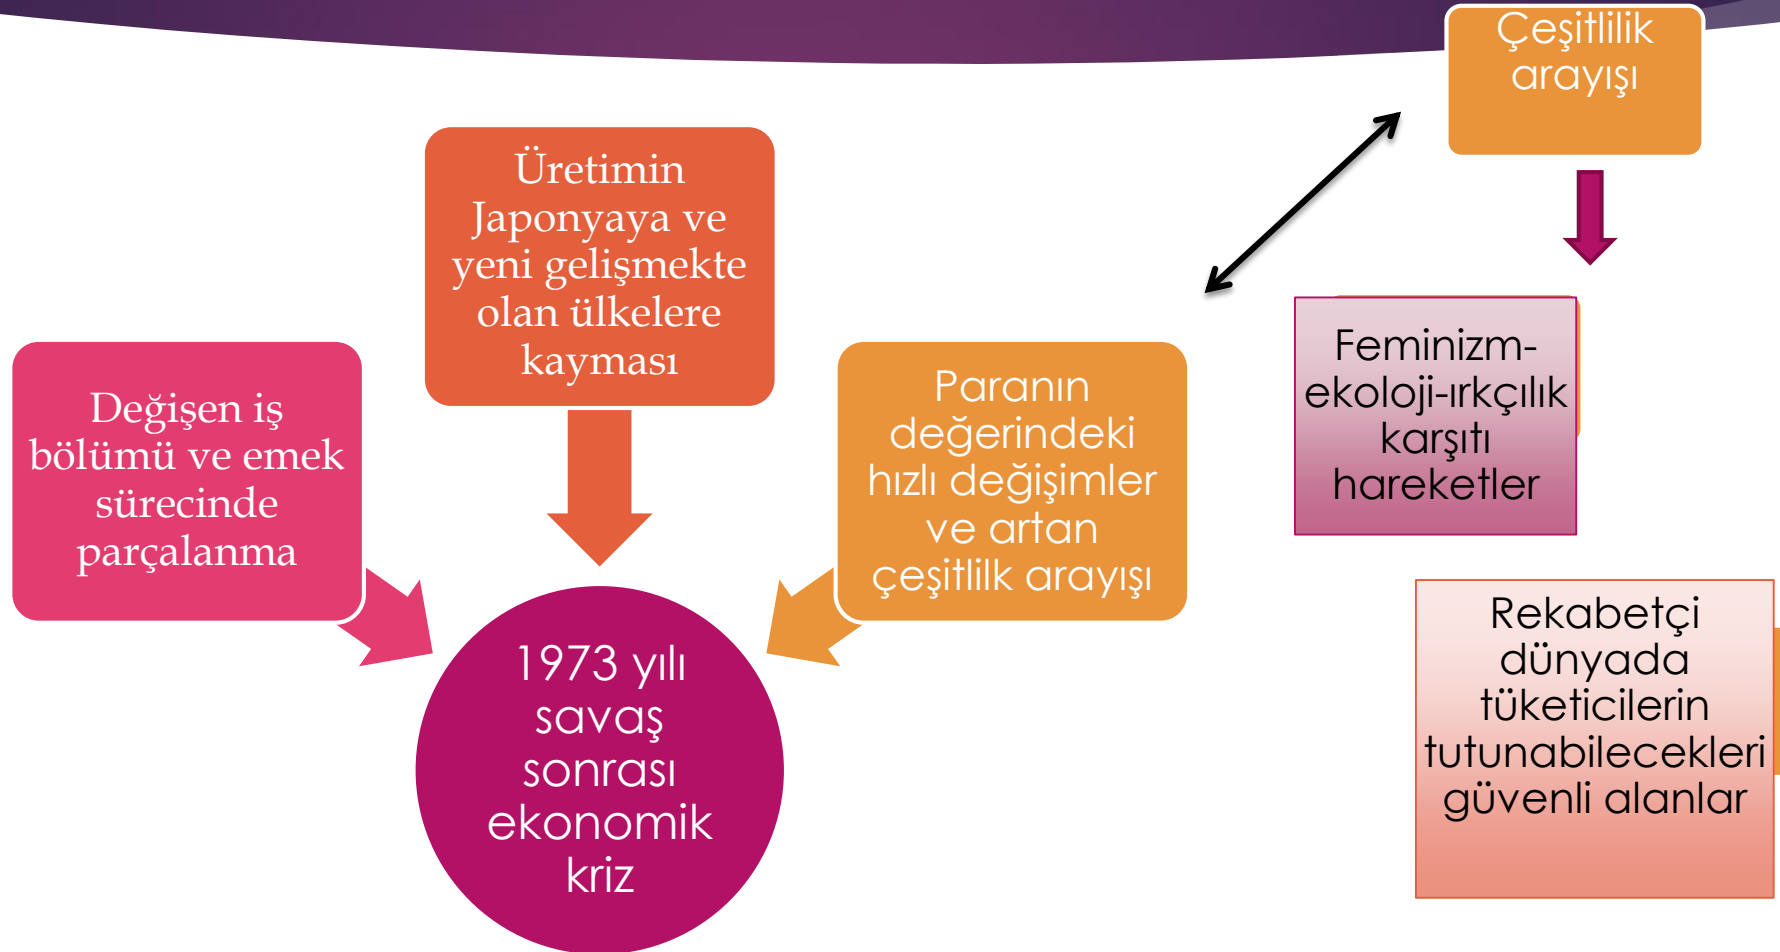 Çeşitlilik
arayışı
Üretimin
Japonyaya ve
yeni gelişmekte
olan ülkelere
kayması
Değişen iş
bölümü ve emek
sürecinde
parçalanma
Paranın
değerindeki
hızlı değişimler
ve artan
çeşitlilk arayışı
1973 yılı
savaş
sonrası
ekonomik
kriz
Feminizm-
ekoloji-ırkçılık
karşıtı
hareketler
Rekabetçi
dünyada
tüketicilerin
tutunabilecekleri
güvenli alanlar